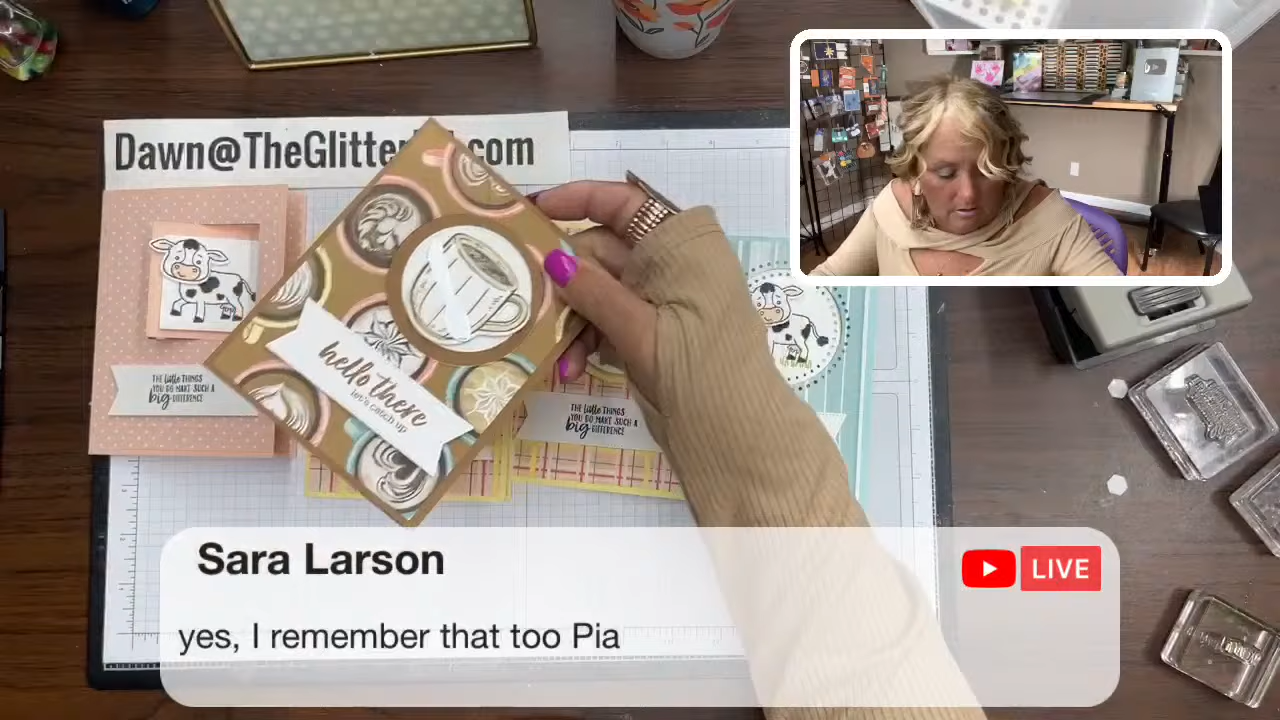 Dawn@TheGlitte .com
THE little THINGS
YOU DO MAKE SUCH A
big DIFFERENCE
hello there
let's catch up
THE little THINGS
YOU DO MAKE SUCH A
big DIFFERENCE
Sara Larson
LIVE
yes, I remember that too Pia